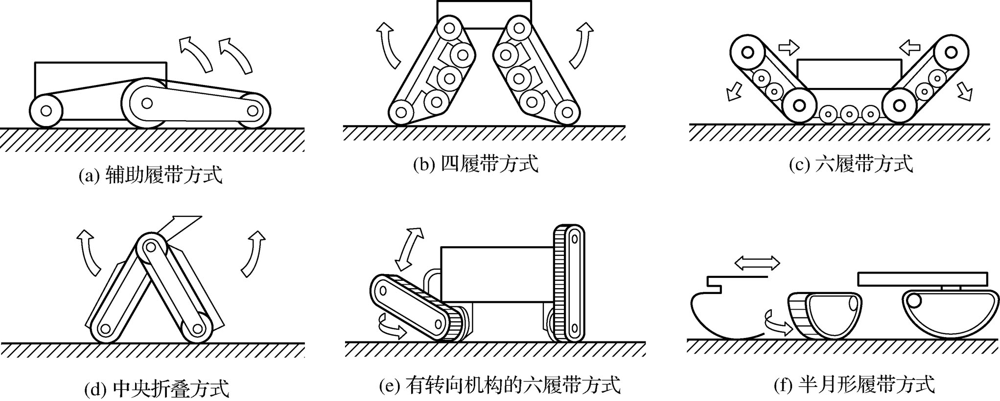 (a) 辅助履带方式
(b) 四履带方式
(c) 六履带方式
(d) 中央折叠方式
(e) 有转向机构的六履带方式
(f) 半月形履带方式